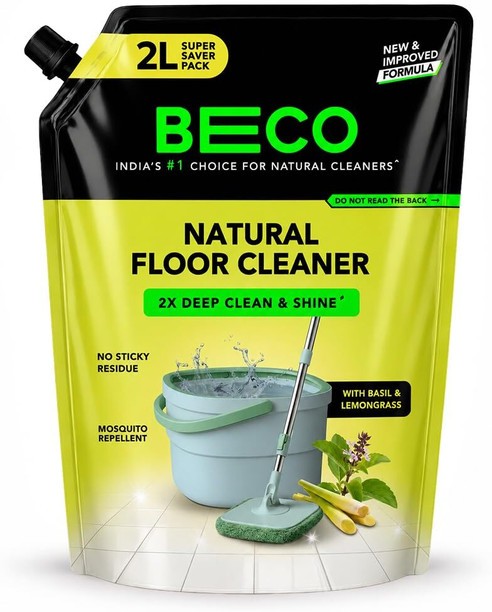 2L SUPER
SAVER
PACK
NEW &
IMPROVED
FORMULA
BECO
INDIA'S #1 CHOICE FOR NATURAL CLEANERS^
DO NOT READ THE BACK →
NATURAL
FLOOR CLEANER
2X DEEP CLEAN & SHINE#
NO STICKY
RESIDUE
WITH BASIL &
LEMONGRASS
MOSQUITO
REPELLENT